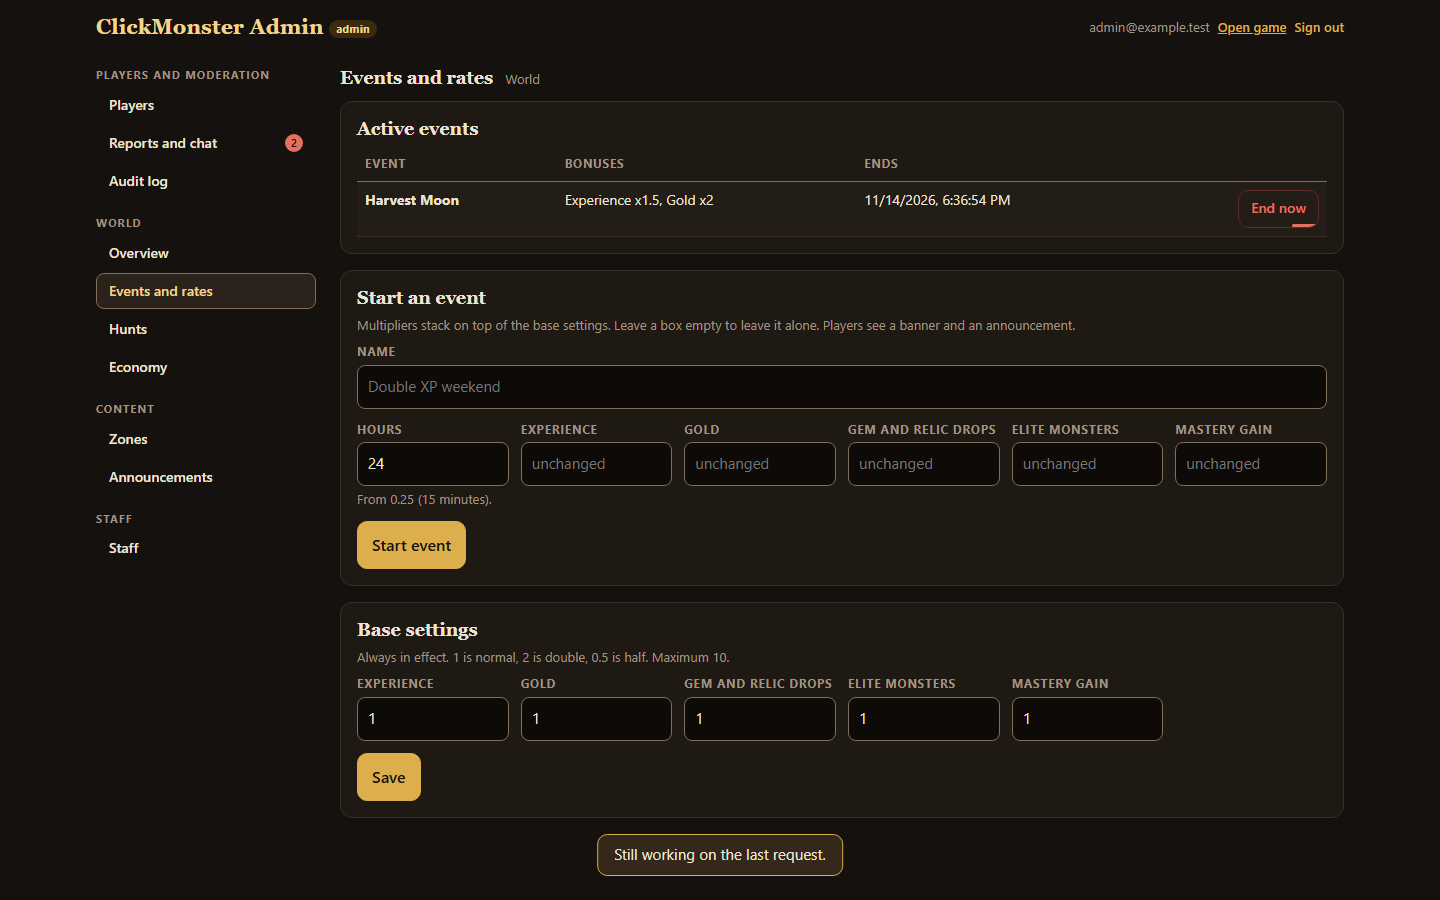 ClickMonster Admin admin
admin@example.test Open game Sign out
PLAYERS AND MODERATION
Players
Reports and chat 2
Audit log
WORLD
Overview
Events and rates
Hunts
Economy
CONTENT
Zones
Announcements
STAFF
Staff
Events and rates World
Active events
EVENT BONUSES ENDS
Harvest Moon Experience x1.5, Gold x2 11/14/2026, 6:36:54 PM End now
Start an event
Multipliers stack on top of the base settings. Leave a box empty to leave it alone. Players see a banner and an announcement.
NAME
Double XP weekend
HOURS EXPERIENCE GOLD GEM AND RELIC DROPS ELITE MONSTERS MASTERY GAIN
24 unchanged unchanged unchanged unchanged unchanged
From 0.25 (15 minutes).
Start event
Base settings
Always in effect. 1 is normal, 2 is double, 0.5 is half. Maximum 10.
EXPERIENCE GOLD GEM AND RELIC DROPS ELITE MONSTERS MASTERY GAIN
1 1 1 1 1
Save
Still working on the last request.